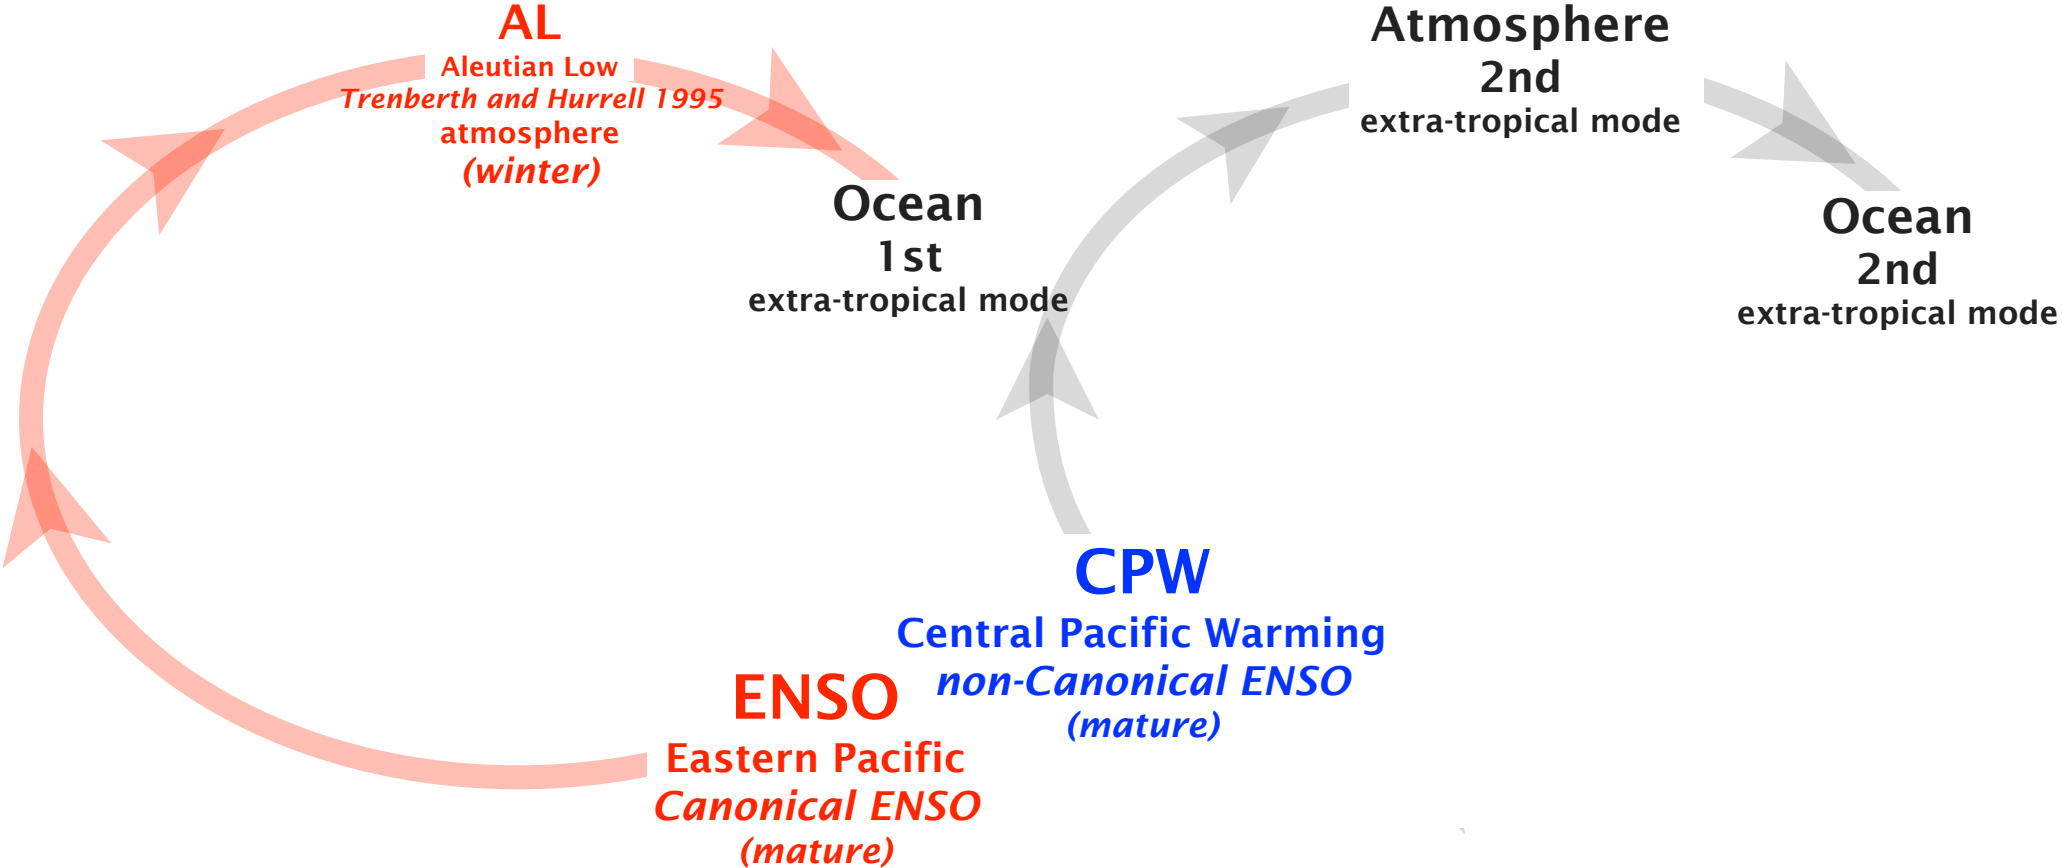 AL
Aleutian Low
Trenberth and Hurrell 1995
atmosphere
(winter)
Ocean
1st
extra-tropical mode
Atmosphere
2nd
extra-tropical mode
Ocean
2nd
extra-tropical mode
CPW
Central Pacific Warming
non-Canonical ENSO
(mature)
ENSO
Eastern Pacific
Canonical ENSO
(mature)